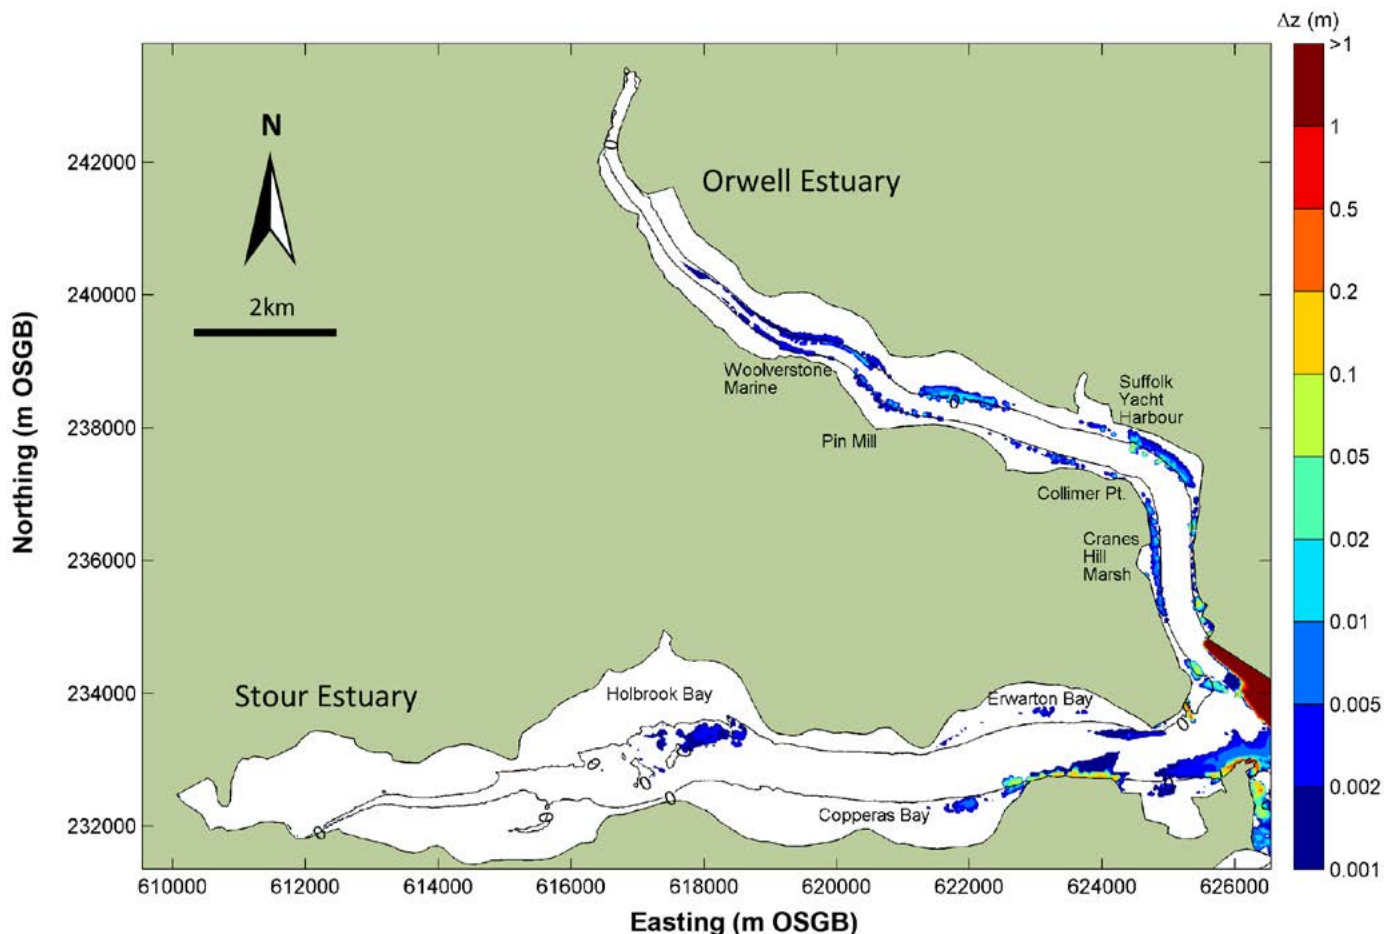 Δz (m)
>1
1
0.5
0.2
0.1
0.05
0.02
0.01
0.005
0.002
0.001
N
2km
Orwell Estuary
Woolverstone
Marine
Pin Mill
Suffolk
Yacht
Harbour
Collimer Pt.
Cranes
Hill
Marsh
Stour Estuary
Holbrook Bay
Erwarton Bay
Copperas Bay
Northing (m OSGB)
242000
240000
238000
236000
234000
232000
610000 612000 614000 616000 618000 620000 622000 624000 626000
Easting (m OSGB)